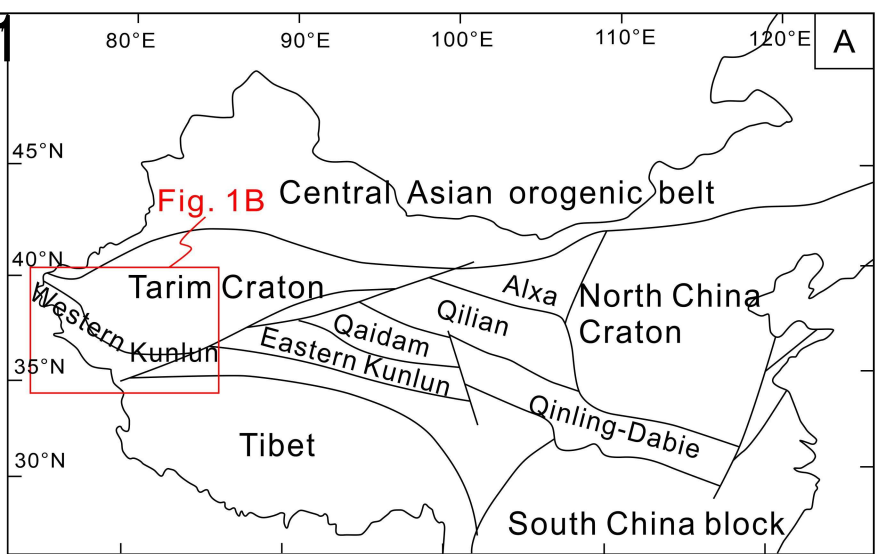 1
80°E 90°E 100°E 110°E 120°E A
45°N
Fig. 1B Central Asian orogenic belt
40°N
Tarim Craton Alxa North China
Craton
Western Kunlun Qaidam Qilian
Eastern Kunlun
35°N
Qinling-Dabie
Tibet
30°N
South China block